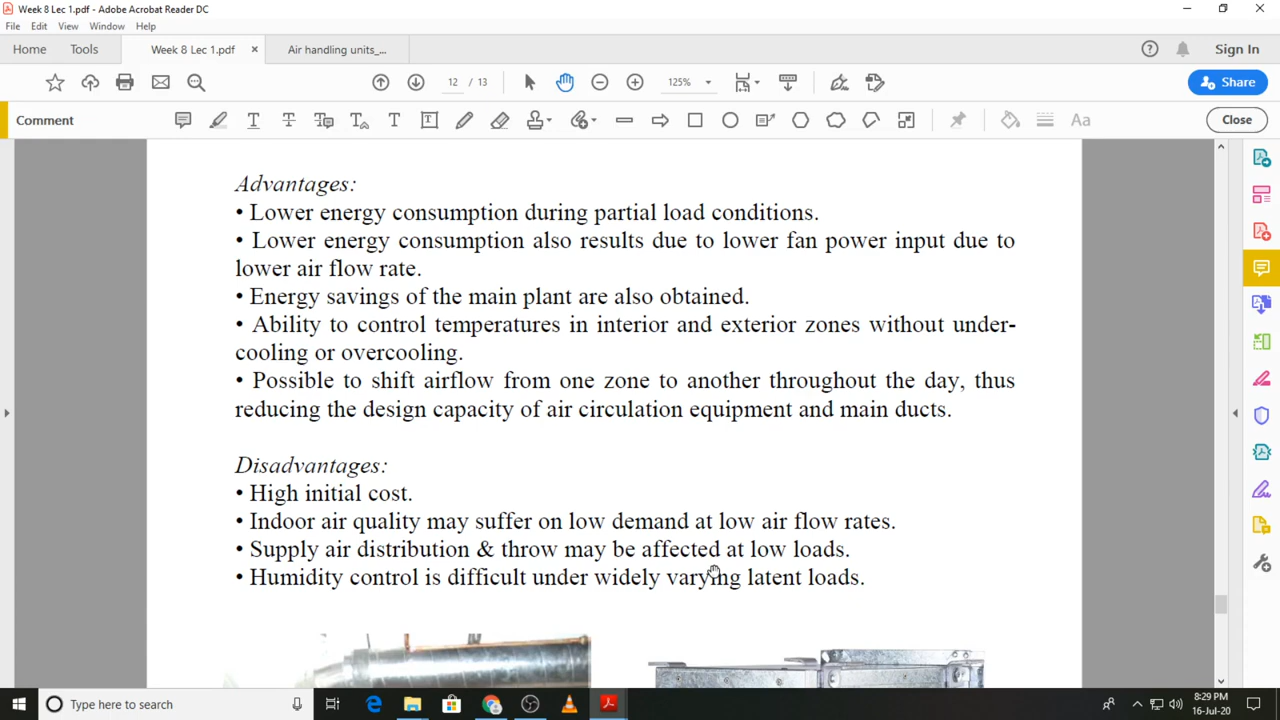 Week 8 Lec 1.pdf - Adobe Acrobat Reader DC
File Edit View Window Help
Home Tools Week 8 Lec 1.pdf × Air handling units_... Sign In
12 / 13 125% Share
Comment Aa Close
Advantages:
• Lower energy consumption during partial load conditions.
• Lower energy consumption also results due to lower fan power input due to
lower air flow rate.
• Energy savings of the main plant are also obtained.
• Ability to control temperatures in interior and exterior zones without under-
cooling or overcooling.
• Possible to shift airflow from one zone to another throughout the day, thus
reducing the design capacity of air circulation equipment and main ducts.
Disadvantages:
• High initial cost.
• Indoor air quality may suffer on low demand at low air flow rates.
• Supply air distribution & throw may be affected at low loads.
• Humidity control is difficult under widely varying latent loads.
Type here to search
8:29 PM
16-Jul-20